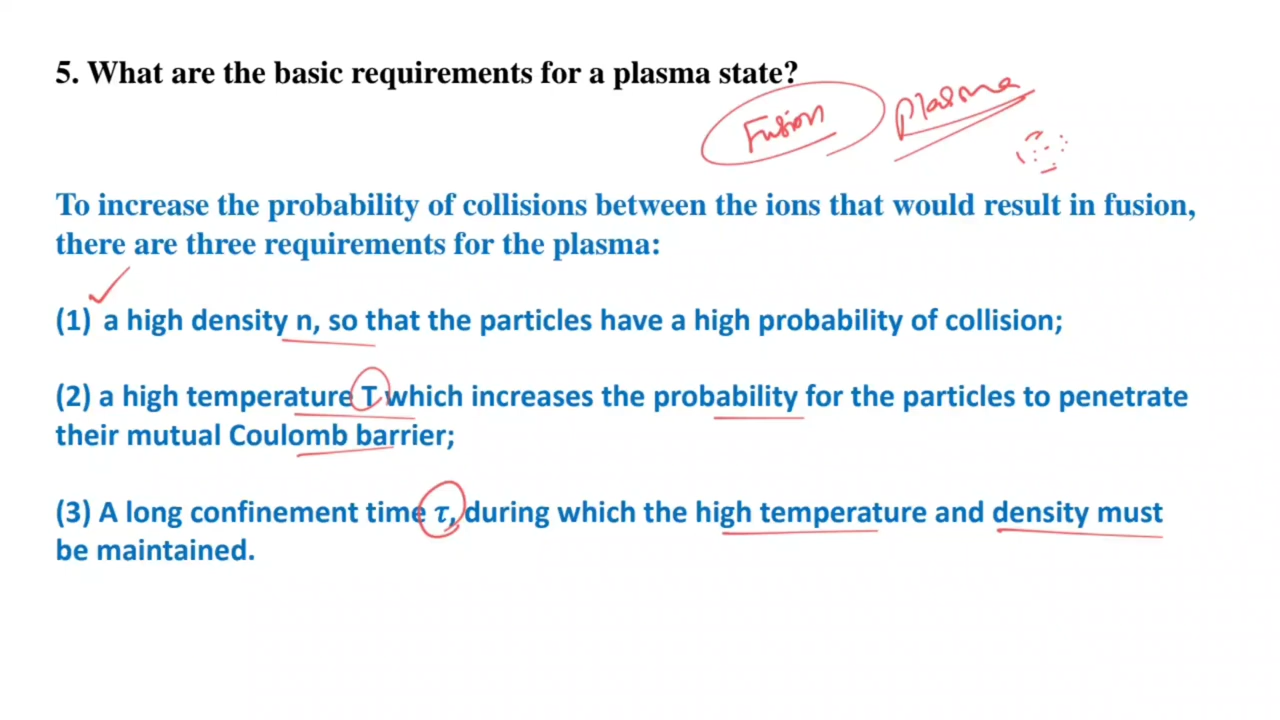 5. What are the basic requirements for a plasma state?
Fusion plasma
To increase the probability of collisions between the ions that would result in fusion,
there are three requirements for the plasma:
(1) a high density n, so that the particles have a high probability of collision;
(2) a high temperature T which increases the probability for the particles to penetrate
their mutual Coulomb barrier;
(3) A long confinement time τ, during which the high temperature and density must
be maintained.